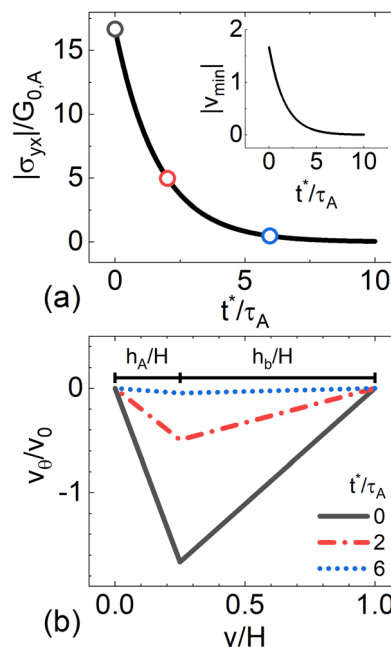 15
10
5
0
|σyx|/G0,A
2
1
0
|vmin|
0 5 10
t*/τA
0 5 10
t*/τA
(a)
hA/H hb/H
0
-1
vθ/v0
t*/τA
0
2
6
0.0 0.5 1.0
y/H
(b)